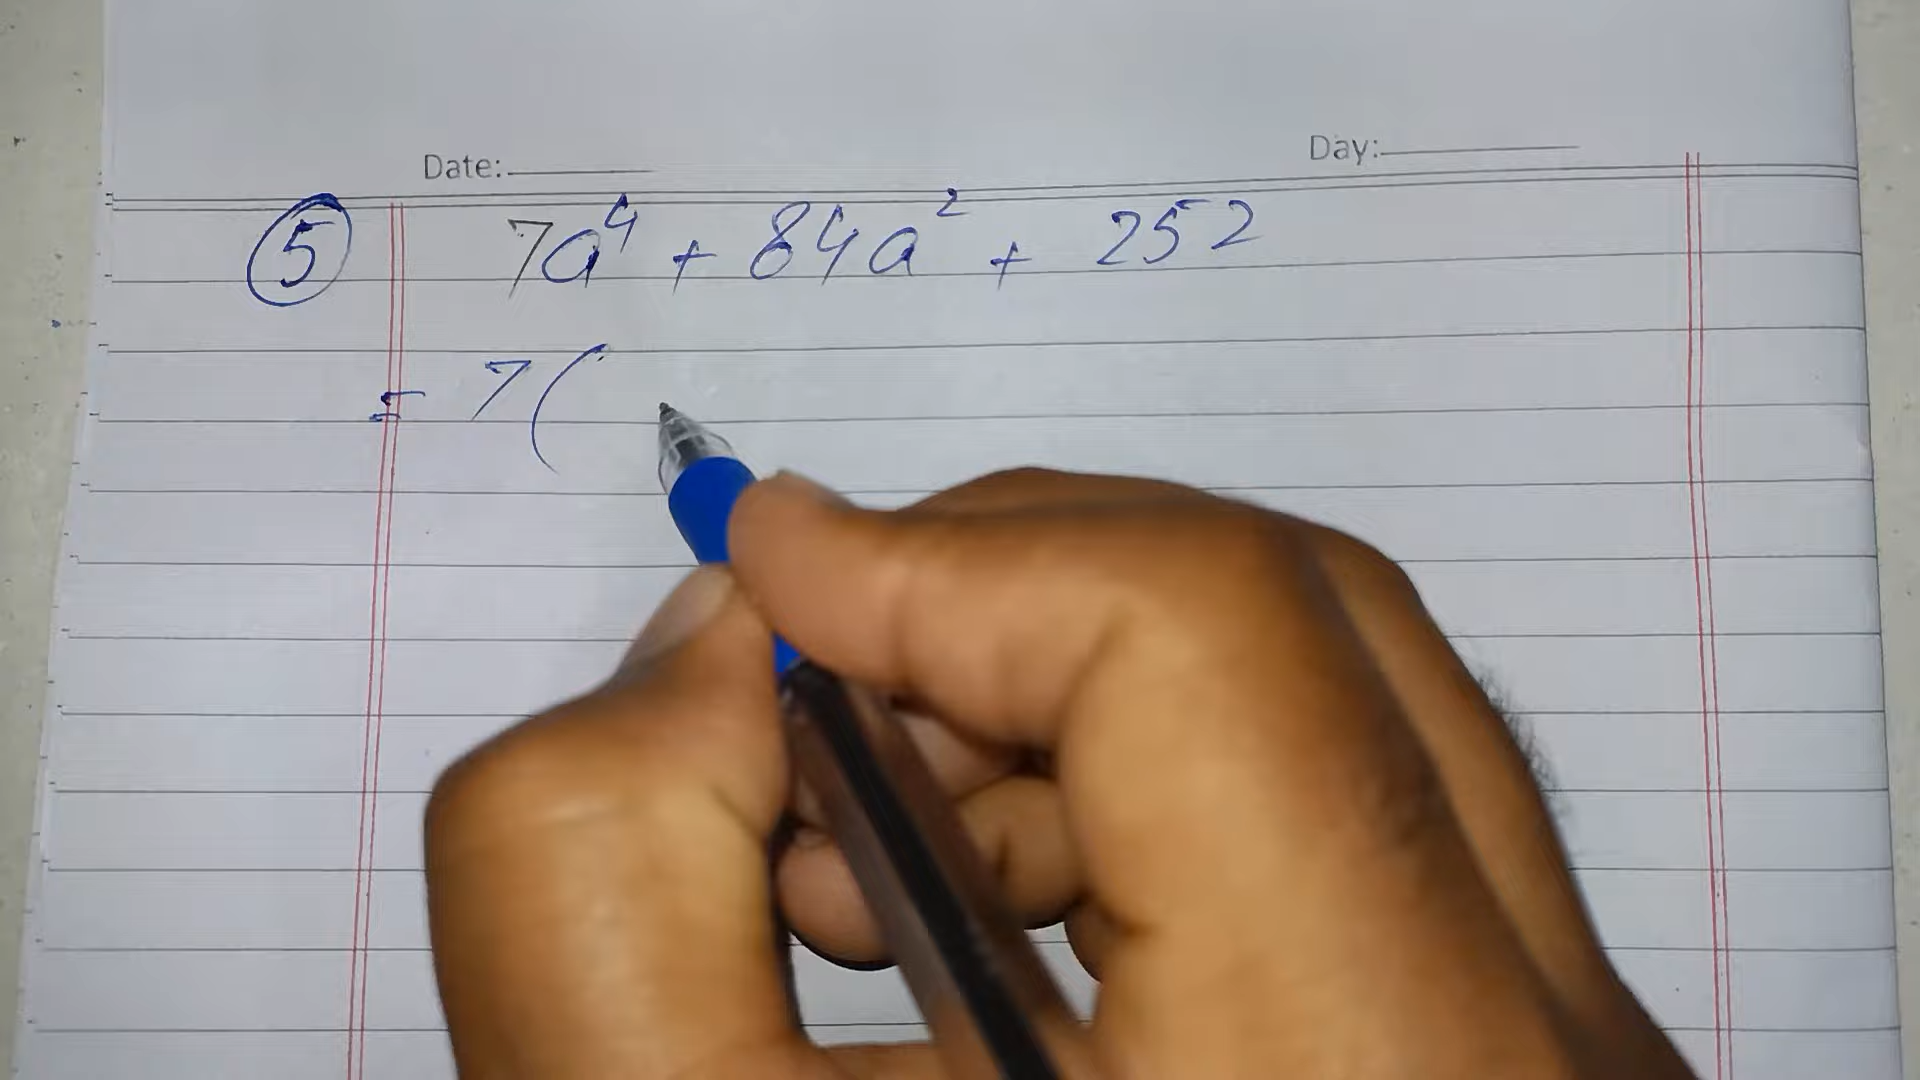 Date: Day:
5 7a⁴ + 84a² + 252
= 7(